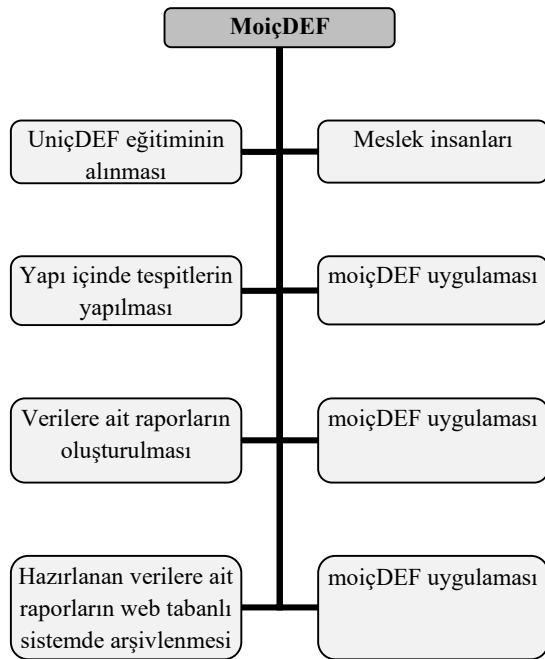 MoiçDEF
UniçDEF eğitiminin
alınması
Meslek insanları
Yapı içinde tespitlerin
yapılması
moiçDEF uygulaması
Verilere ait raporların
oluşturulması
moiçDEF uygulaması
Hazırlanan verilere ait
raporların web tabanlı
sistemde arşivlenmesi
moiçDEF uygulaması